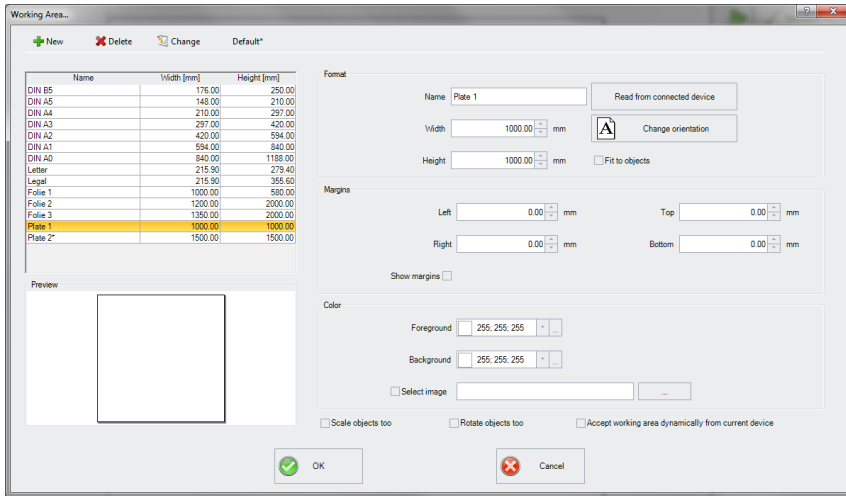 Working Area...
New Delete Change Default*
Name Width [mm] Height [mm]
DIN B5 176.00 250.00
DIN A5 148.00 210.00
DIN A4 210.00 297.00
DIN A3 297.00 420.00
DIN A2 420.00 594.00
DIN A1 594.00 840.00
DIN A0 840.00 1188.00
Letter 215.90 279.40
Legal 215.90 355.60
Folie 1 1000.00 580.00
Folie 2 1200.00 2000.00
Folie 3 1350.00 2000.00
Plate 1 1000.00 1000.00
Plate 2* 1500.00 1500.00
Preview
Format
Name Plate 1 Read from connected device
Width 1000.00 mm A Change orientation
Height 1000.00 mm Fit to objects
Margins
Left 0.00 mm Top 0.00 mm
Right 0.00 mm Bottom 0.00 mm
Show margins
Color
Foreground 255; 255; 255 ...
Background 255; 255; 255 ...
Select image ...
Scale objects too Rotate objects too Accept working area dynamically from current device
OK Cancel